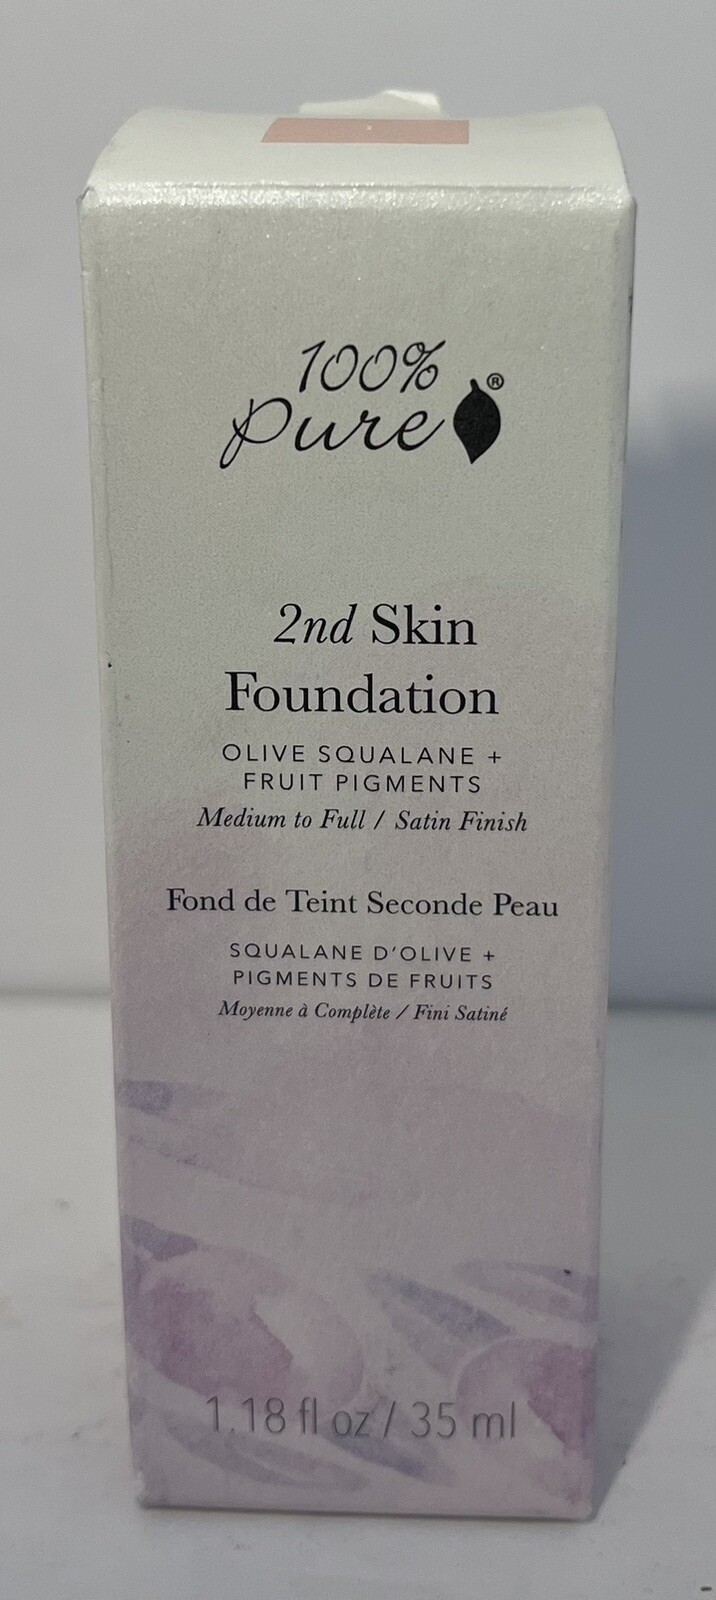 100%
Pure®
2nd Skin
Foundation
OLIVE SQUALANE +
FRUIT PIGMENTS
Medium to Full / Satin Finish
Fond de Teint Seconde Peau
SQUALANE D'OLIVE +
PIGMENTS DE FRUITS
Moyenne à Complète / Fini Satiné
1.18 fl oz / 35 ml